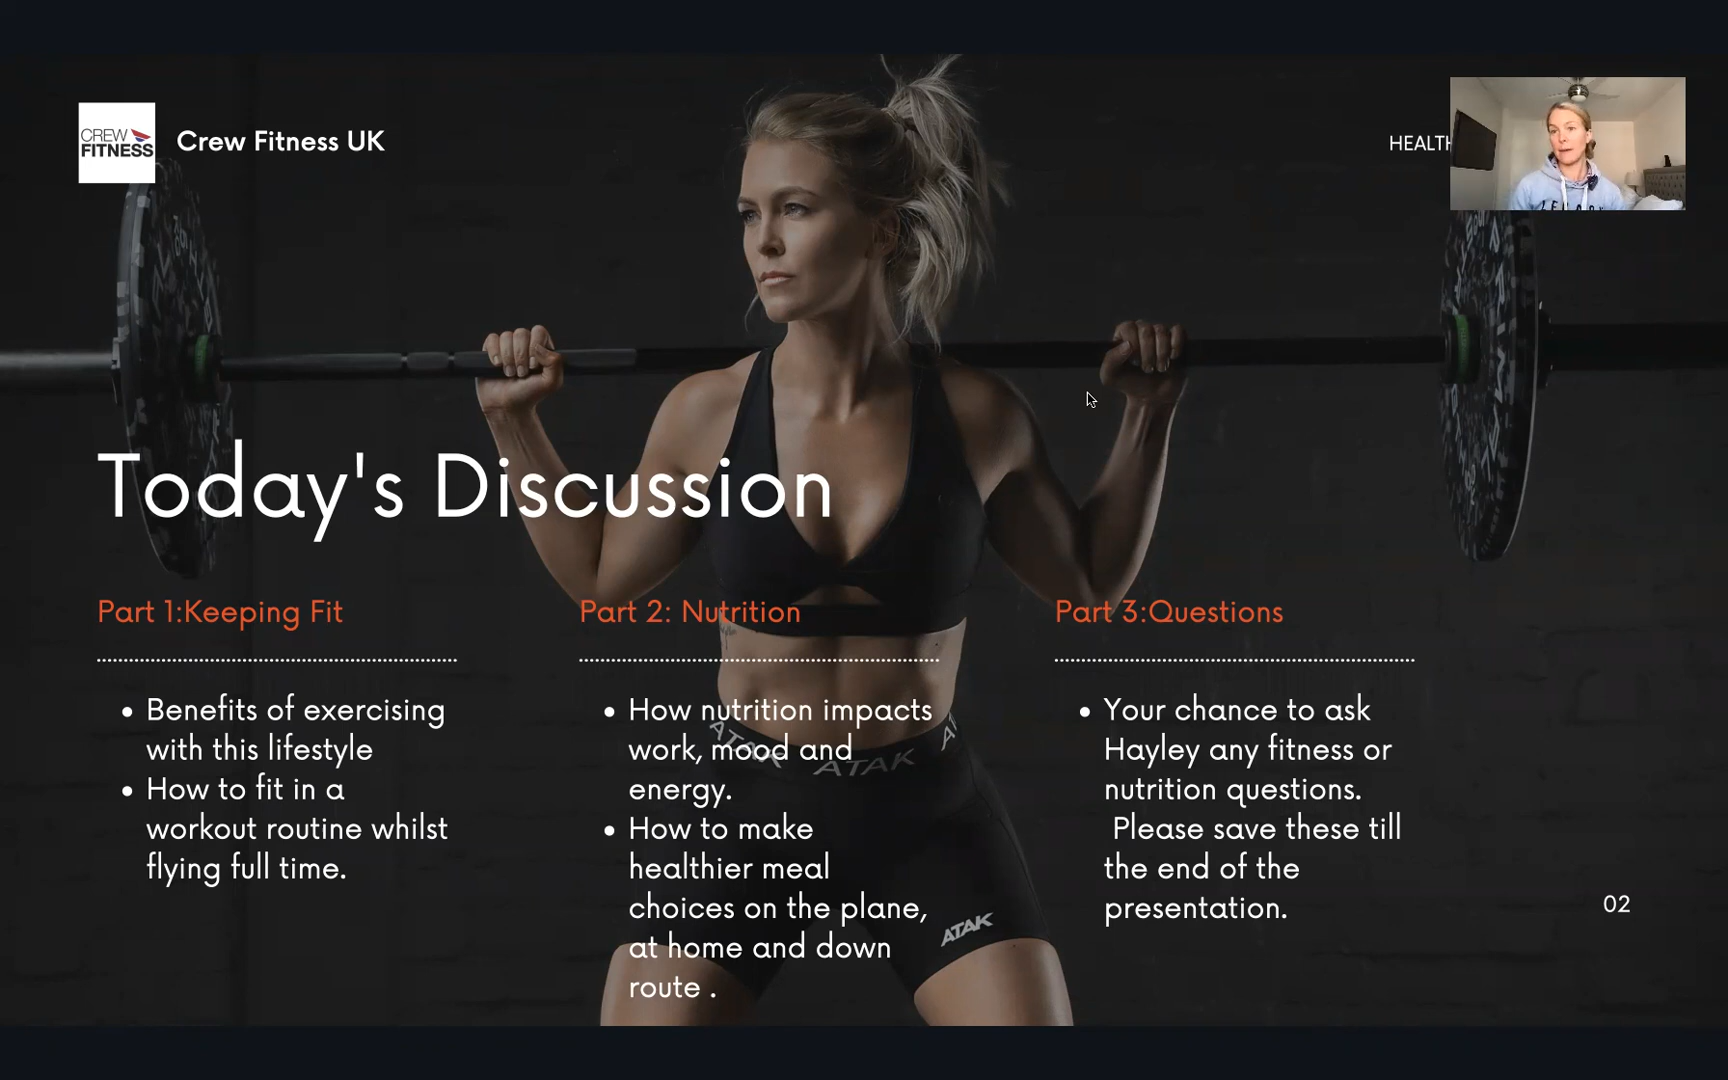 CREW
FITNESS
Crew Fitness UK
HEALTH
Today's Discussion
Part 1:Keeping Fit
Benefits of exercising
with this lifestyle
How to fit in a
workout routine whilst
flying full time.
Part 2: Nutrition
How nutrition impacts
work, mood and
energy.
How to make
healthier meal
choices on the plane,
at home and down
route .
Part 3:Questions
Your chance to ask
Hayley any fitness or
nutrition questions.
Please save these till
the end of the
presentation.
02
ATAK
ATAK
ATAK